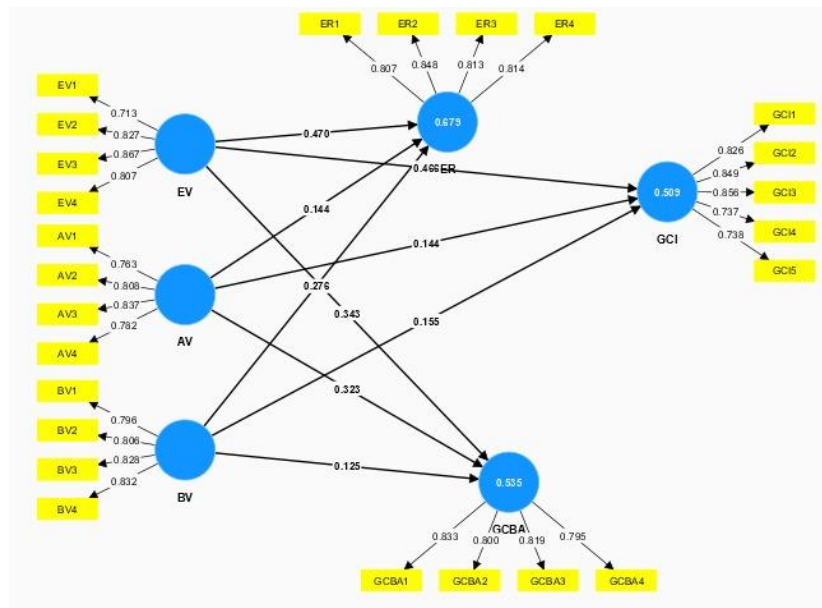 ER1 ER2 ER3 ER4
0.807 0.848 0.813 0.814
EV1
EV2
EV3
EV4
0.713
0.827
0.867
0.807
EV
0.470
0.679
0.466
ER
GCI1
GCI2
GCI3
GCI4
GCI5
0.826
0.849
0.856
0.737
0.738
0.509
GCI
0.144
0.144
AV1
AV2
AV3
AV4
0.763
0.808
0.837
0.782
AV
0.276
0.343
0.155
0.323
BV1
BV2
BV3
BV4
0.796
0.806
0.828
0.832
BV
0.125
0.535
GCBA
0.833 0.800 0.819 0.795
GCBA1 GCBA2 GCBA3 GCBA4